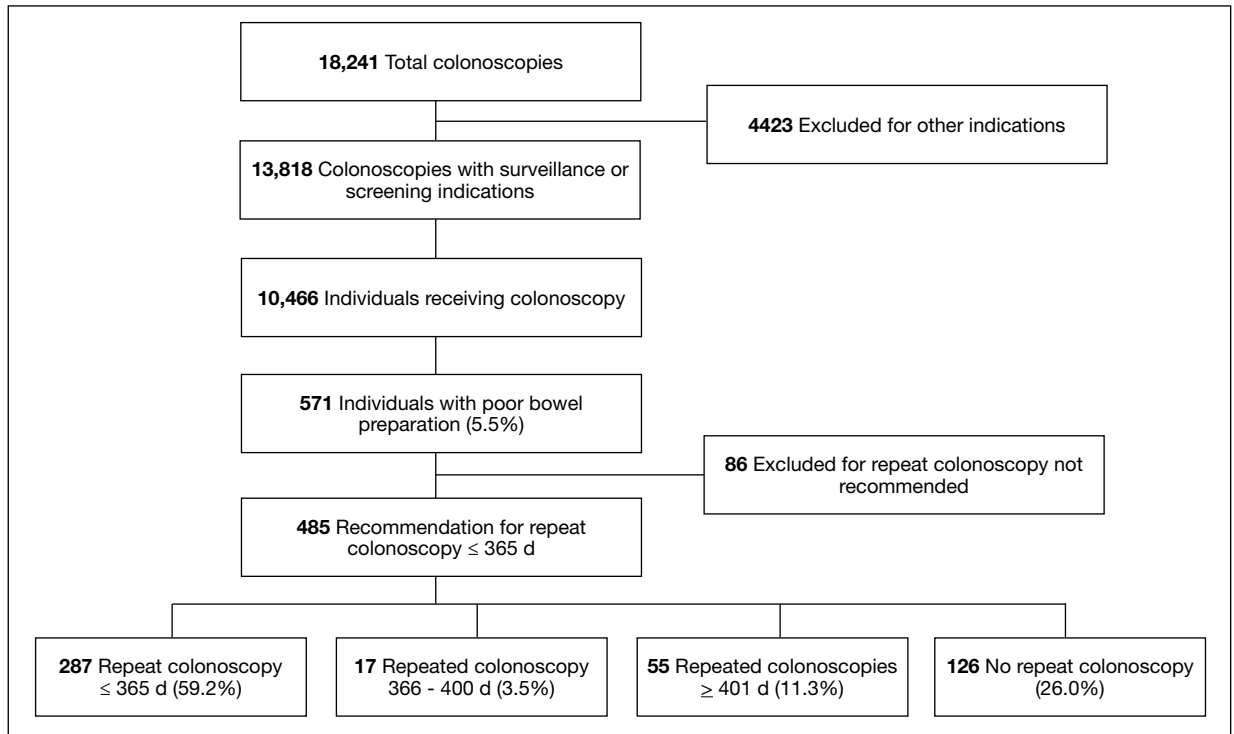 18,241 Total colonoscopies
4423 Excluded for other indications
13,818 Colonoscopies with surveillance or
screening indications
10,466 Individuals receiving colonoscopy
571 Individuals with poor bowel
preparation (5.5%)
86 Excluded for repeat colonoscopy not
recommended
485 Recommendation for repeat
colonoscopy ≤ 365 d
287 Repeat colonoscopy
≤ 365 d (59.2%)
17 Repeated colonoscopy
366 - 400 d (3.5%)
55 Repeated colonoscopies
≥ 401 d (11.3%)
126 No repeat colonoscopy
(26.0%)